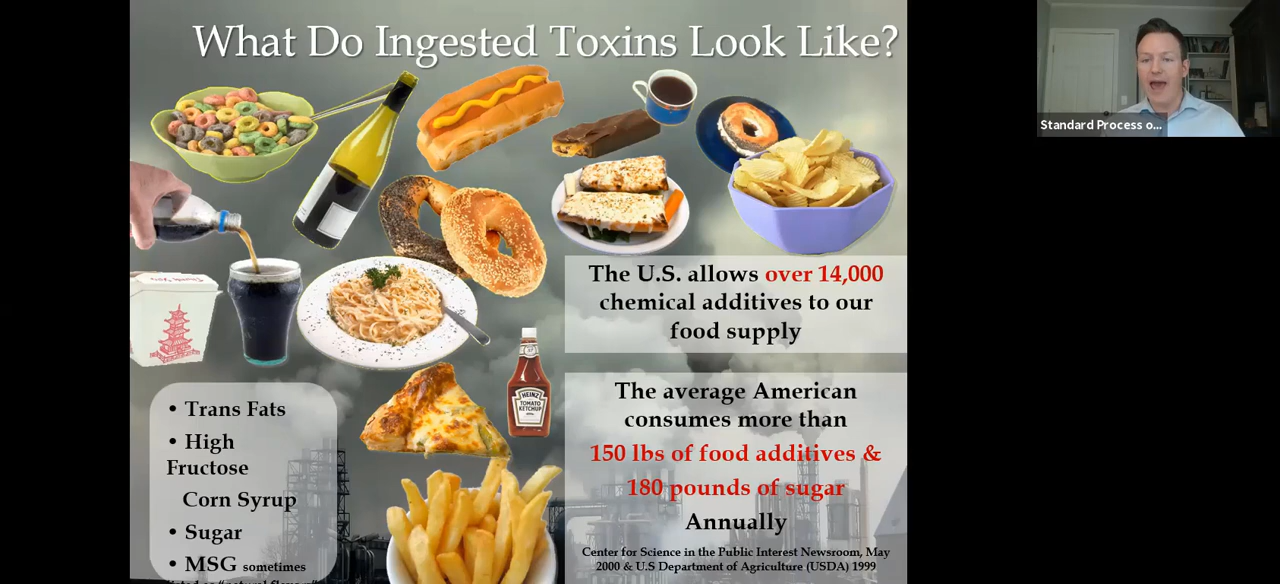 What Do Ingested Toxins Look Like?
Standard Process o...
The U.S. allows over 14,000
chemical additives to our
food supply
HEINZ
TOMATO
KETCHUP
The average American
consumes more than
150 lbs of food additives &
180 pounds of sugar
Annually
Center for Science in the Public Interest Newsroom, May
2000 & U.S Department of Agriculture (USDA) 1999
• Trans Fats
• High
Fructose
Corn Syrup
• Sugar
• MSG sometimes